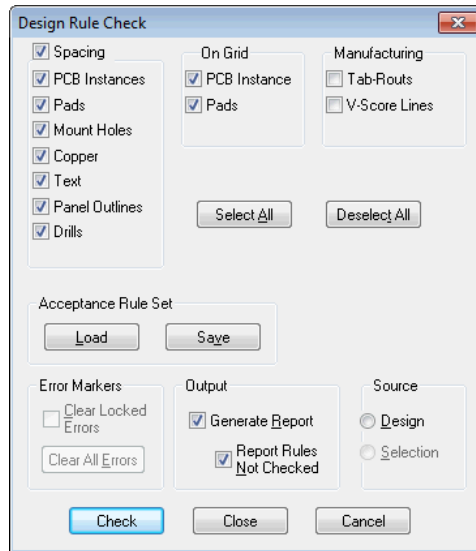 Design Rule Check
Spacing
PCB Instances
Pads
Mount Holes
Copper
Text
Panel Outlines
Drills
On Grid
PCB Instance
Pads
Manufacturing
Tab-Routs
V-Score Lines
Select All
Deselect All
Acceptance Rule Set
Load
Save
Error Markers
Clear Locked
Errors
Clear All Errors
Output
Generate Report
Report Rules
Not Checked
Source
Design
Selection
Check
Close
Cancel